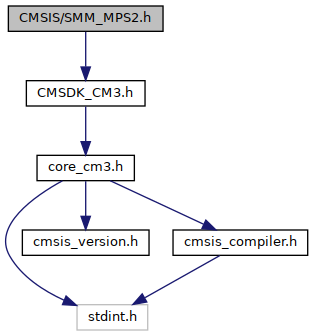 CMSIS/SMM_MPS2.h
CMSDK_CM3.h
core_cm3.h
cmsis_version.h
cmsis_compiler.h
stdint.h